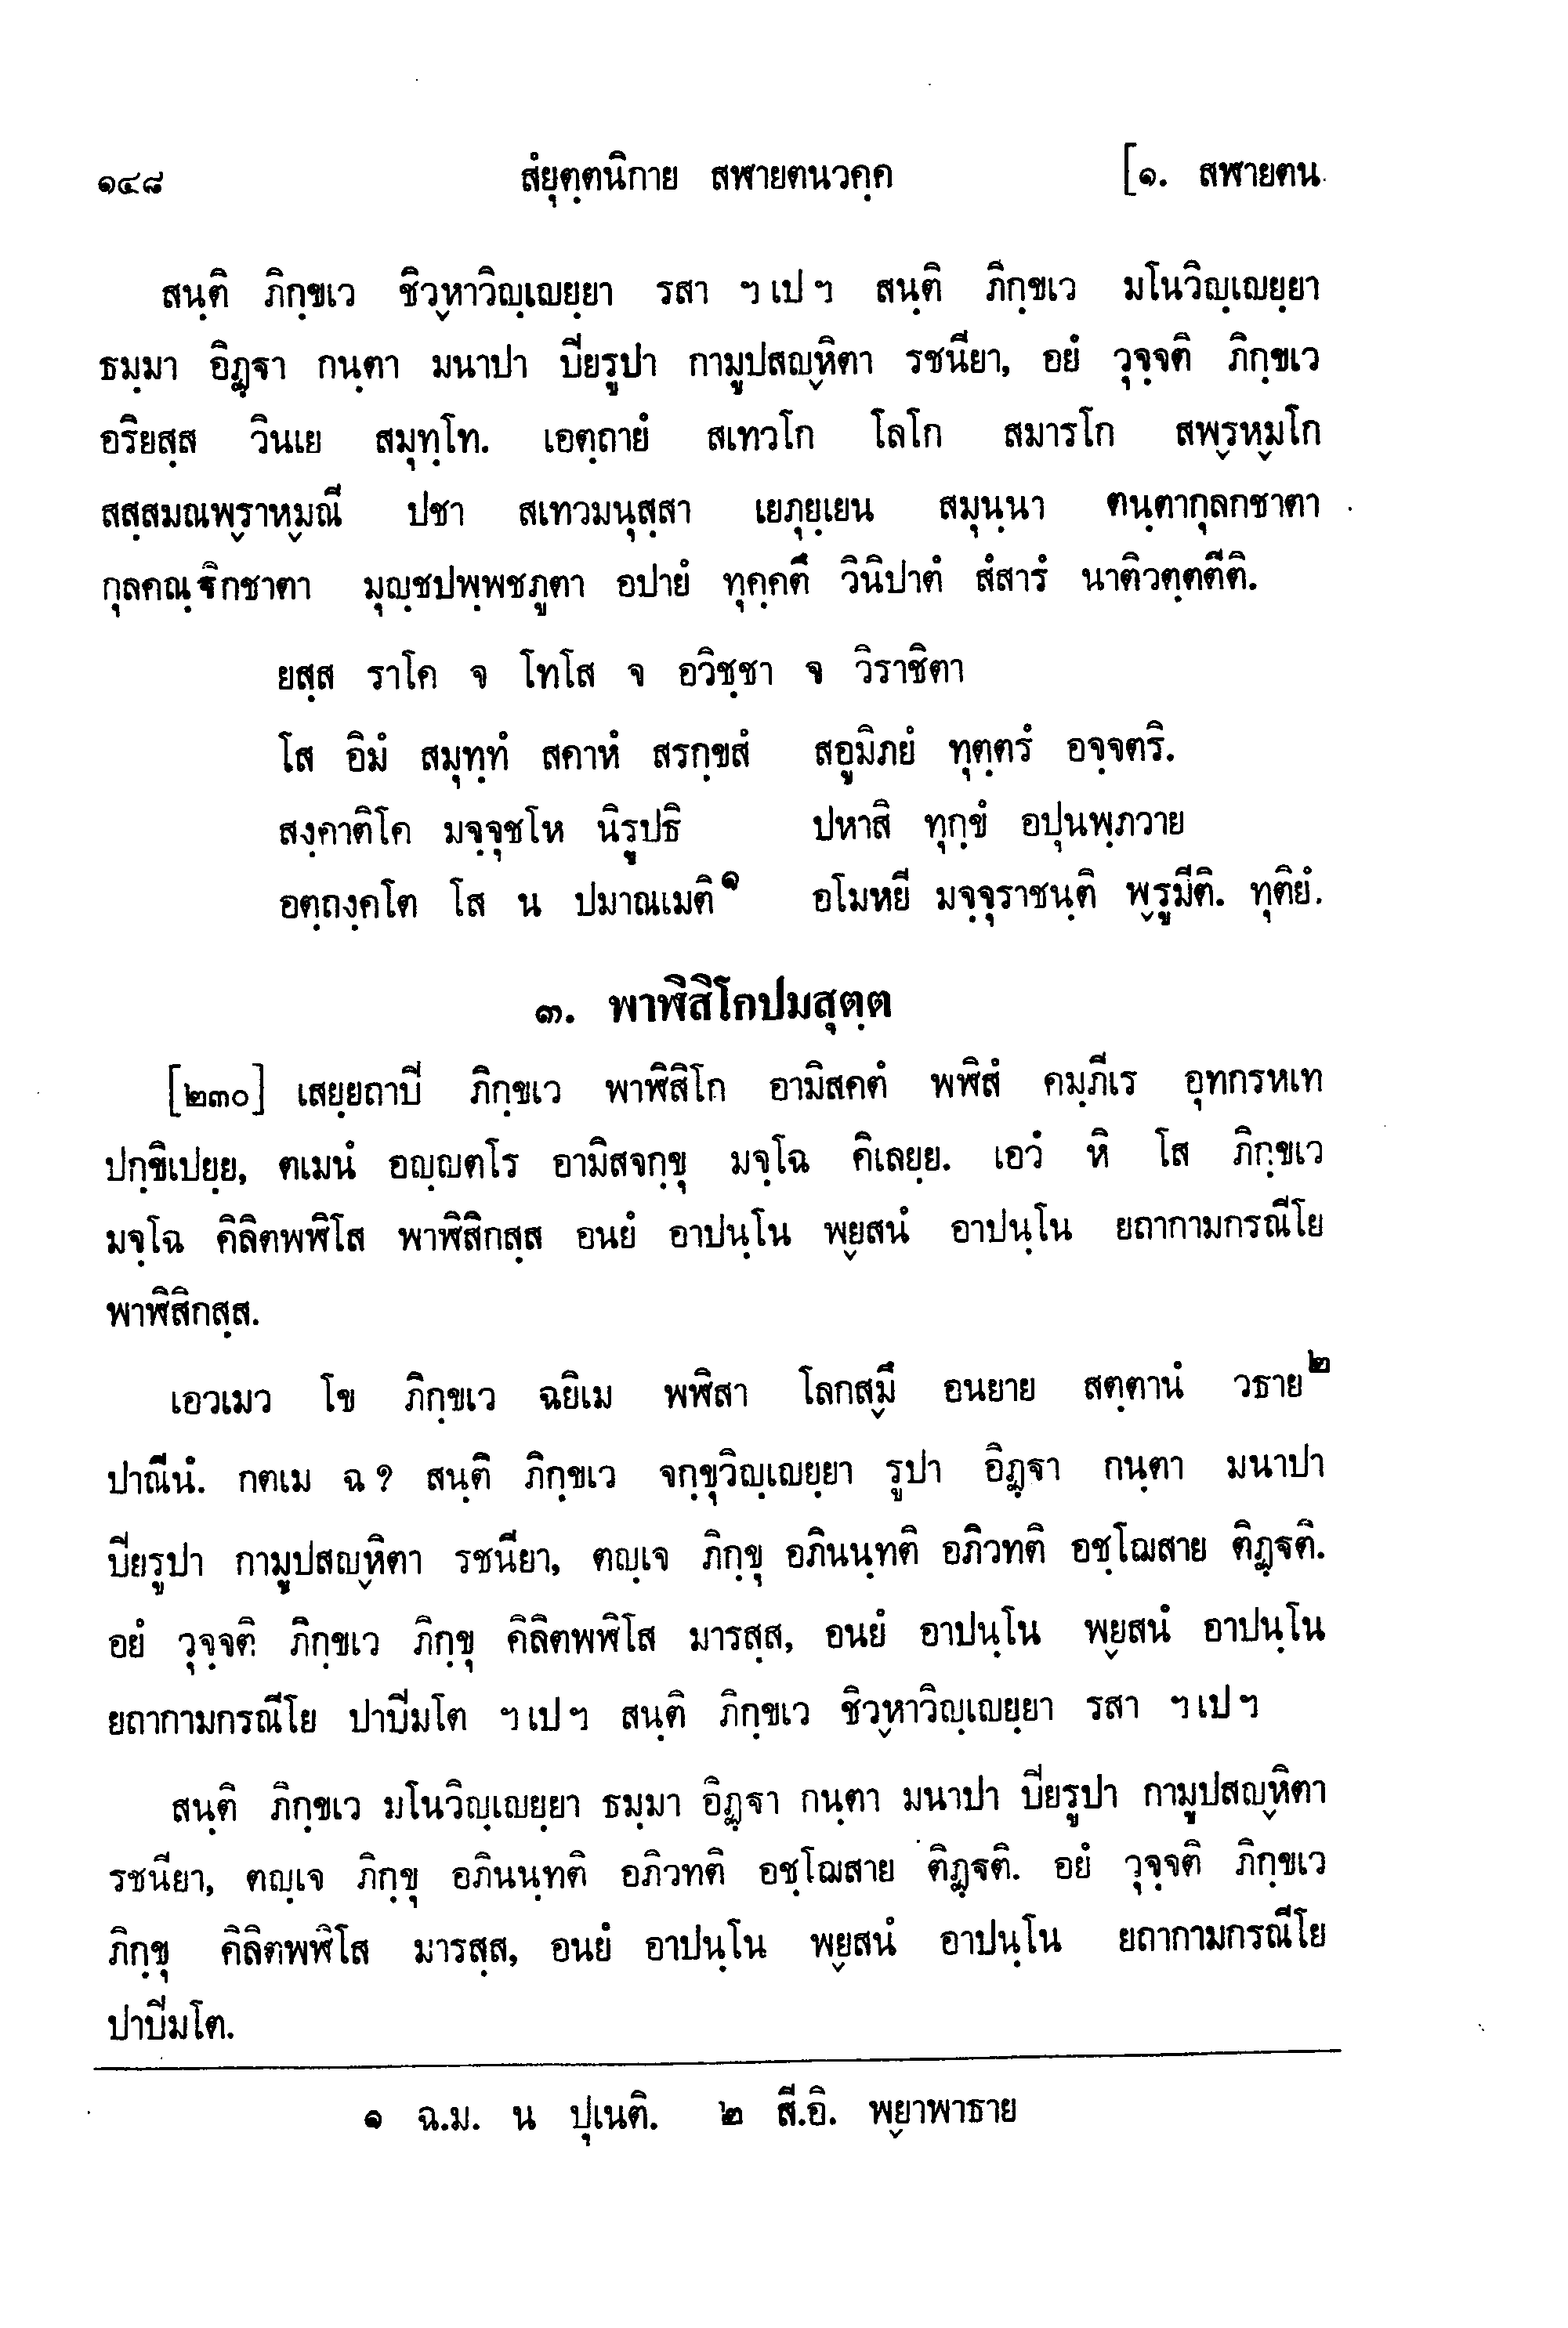 ๑๔๘ สํยุตฺตนิกาย สฬายตนวคฺค [๑. สฬายตน
สนฺติ ภิกฺขเว ชิวฺหาวิญฺเญยฺยา รสา ฯ เป ฯ สนฺติ ภิกฺขเว มโนวิญฺเญยฺยา
ธมฺมา อิฏฺฐา กนฺตา มนาปา ปิยรูปา กามูปสญฺหิตา รชนียา, อยํ วุจฺจติ ภิกฺขเว
อริยสฺส วินเย สมุทฺโท. เอตฺถายํ สเทวโก โลโก สมารโก สพฺรหฺมโก
สสฺสมณพฺราหฺมณี ปชา สเทวมนุสฺสา เยภุยฺเยน สมุนฺนา ตนฺตากุลกชาตา
กุลคณฺฐิกชาตา มุญฺชปพฺพชภูตา อปายํ ทุคฺคตึ วินิปาตํ สํสารํ นาติวตฺตตีติ.
ยสฺส ราโค จ โทโส จ อวิชฺชา จ วิราชิตา
โส อิมํ สมุทฺทํ สคาหํ สรกฺขสํ สอูมิภยํ ทุตฺตรํ อจฺจตริ.
สงฺคาติโค มจฺจุชโห นิรูปธิ ปหาสิ ทุกฺขํ อปุนพฺภวาย
อตฺถงฺคโต โส น ปมาณเมติ๑ อโมหยี มจฺจุราชนฺติ พฺรูมีติ. ทุติยํ.
๓. พาฬิสิโกปมสุตฺต
[๒๓๐] เสยฺยถาปิ ภิกฺขเว พาฬิสิโก อามิสคตํ พฬิสํ คมฺภีเร อุทกรหเท
ปกฺขิเปยฺย, ตเมนํ อญฺญตโร อามิสจกฺขุ มจฺโฉ คิเลยฺย. เอวํ หิ โส ภิกฺขเว
มจฺโฉ คิลิตพฬิโส พาฬิสิกสฺส อนยํ อาปนฺโน พฺยสนํ อาปนฺโน ยถากามกรณีโย
พาฬิสิกสฺส.
เอวเมว โข ภิกฺขเว ฉยิเม พฬิสา โลกสฺมึ อนยาย สตฺตานํ วธาย๒
ปาณีนํ. กตเม ฉ ? สนฺติ ภิกฺขเว จกฺขุวิญฺเญยฺยา รูปา อิฏฺฐา กนฺตา มนาปา
ปิยรูปา กามูปสญฺหิตา รชนียา, ตญฺเจ ภิกฺขุ อภินนฺทติ อภิวทติ อชฺโฌสาย ติฏฺฐติ.
อยํ วุจฺจติ ภิกฺขเว ภิกฺขุ คิลิตพฬิโส มารสฺส, อนยํ อาปนฺโน พฺยสนํ อาปนฺโน
ยถากามกรณีโย ปาปิมโต ฯ เป ฯ สนฺติ ภิกฺขเว ชิวฺหาวิญฺเญยฺยา รสา ฯ เป ฯ
สนฺติ ภิกฺขเว มโนวิญฺเญยฺยา ธมฺมา อิฏฺฐา กนฺตา มนาปา ปิยรูปา กามูปสญฺหิตา
รชนียา, ตญฺเจ ภิกฺขุ อภินนฺทติ อภิวทติ อชฺโฌสาย ติฏฺฐติ. อยํ วุจฺจติ ภิกฺขเว
ภิกฺขุ คิลิตพฬิโส มารสฺส, อนยํ อาปนฺโน พฺยสนํ อาปนฺโน ยถากามกรณีโย
ปาปิมโต.
๑ ฉ.ม. น ปุเนติ. ๒ สี.อิ. พฺยาพาธาย